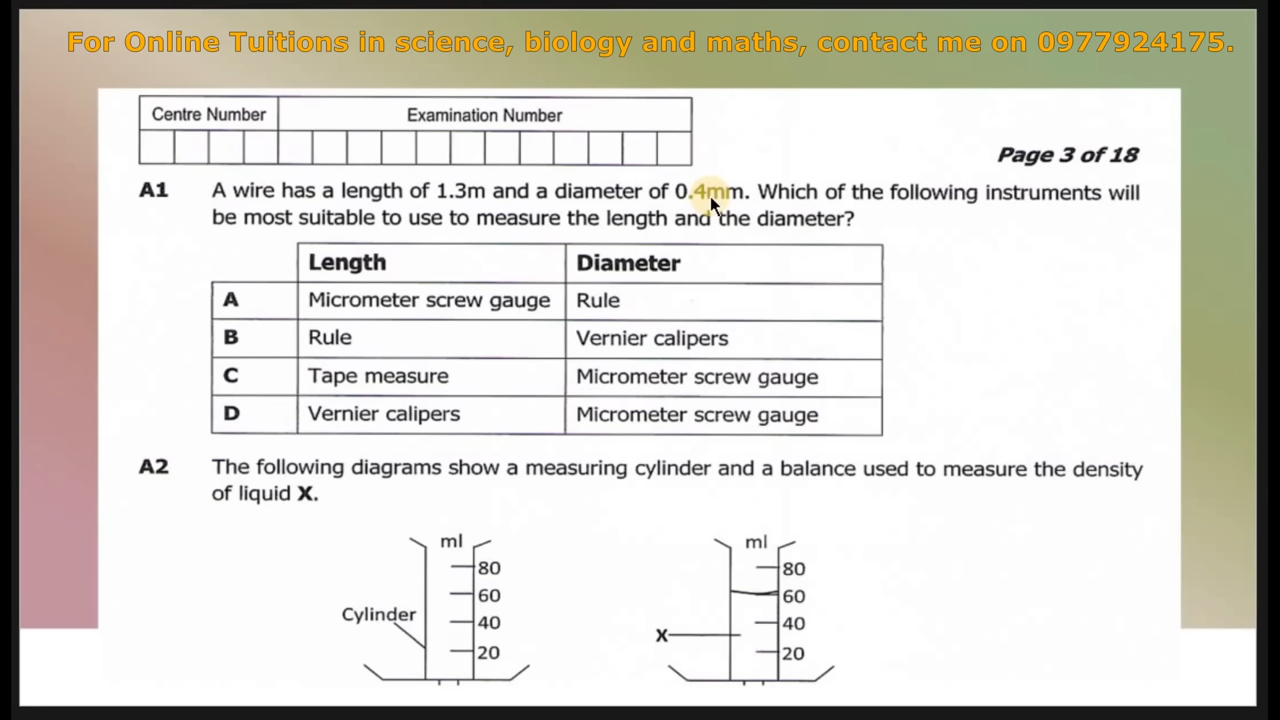 For Online Tuitions in science, biology and maths, contact me on 0977924175.
Centre Number Examination Number
Page 3 of 18
A1 A wire has a length of 1.3m and a diameter of 0.4mm. Which of the following instruments will
be most suitable to use to measure the length and the diameter?
Length Diameter
A Micrometer screw gauge Rule
B Rule Vernier calipers
C Tape measure Micrometer screw gauge
D Vernier calipers Micrometer screw gauge
A2 The following diagrams show a measuring cylinder and a balance used to measure the density
of liquid X.
ml ml
80 80
60 60
Cylinder 40 40
X
20 20